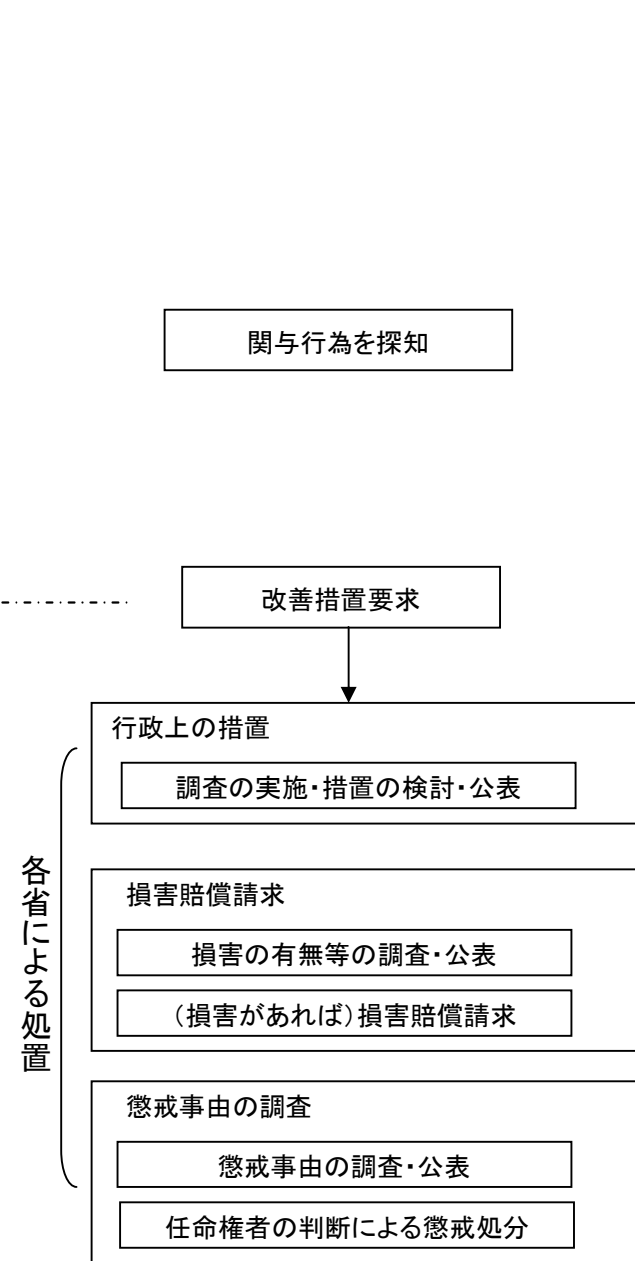 関与行為を探知
改善措置要求
行政上の措置
調査の実施・措置の検討・公表
各省による処置
損害賠償請求
損害の有無等の調査・公表
（損害があれば）損害賠償請求
懲戒事由の調査
懲戒事由の調査・公表
任命権者の判断による懲戒処分